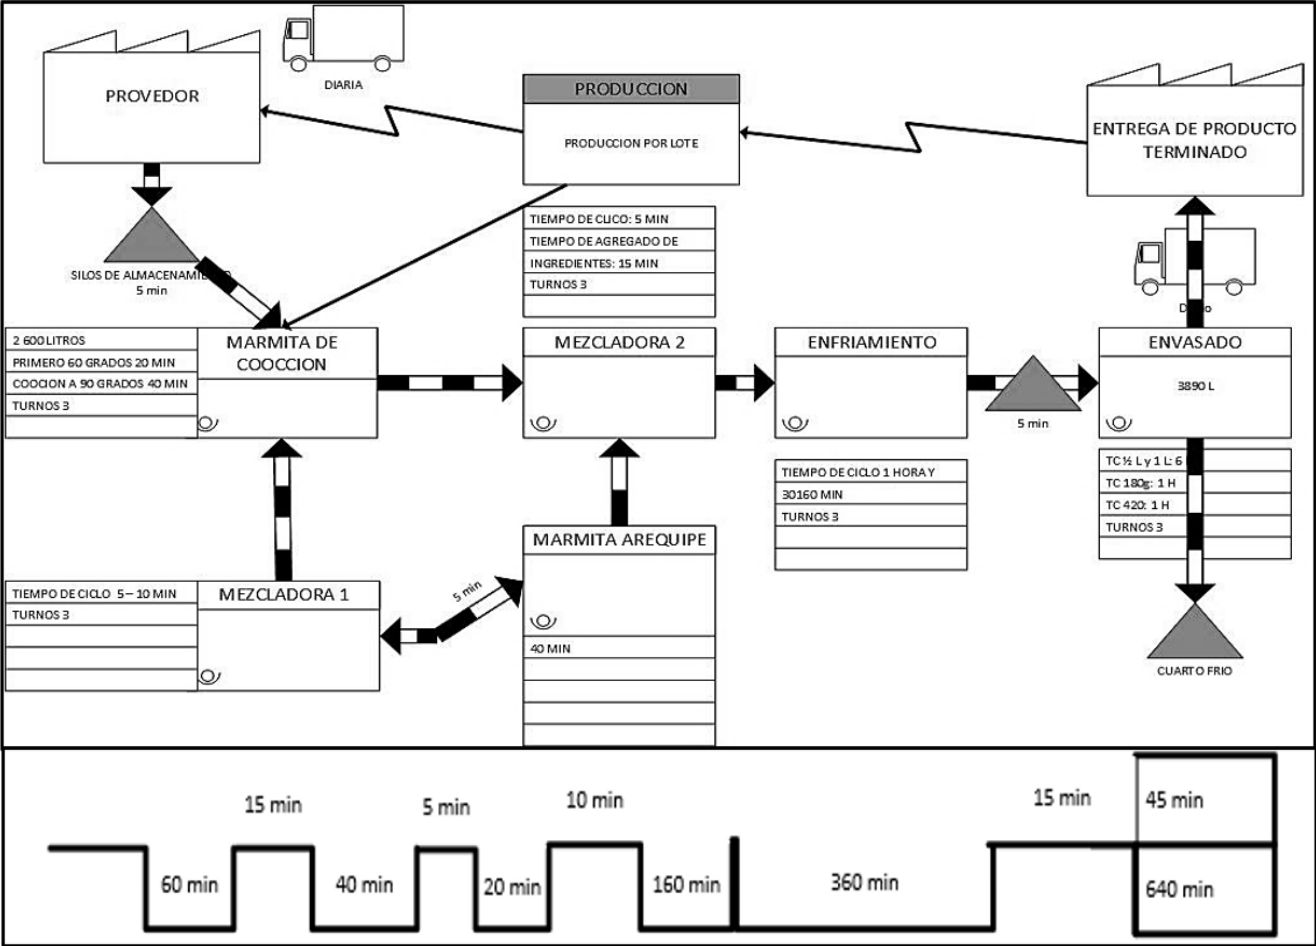 PROVEDOR
DIARIA
PRODUCCION
PRODUCCION POR LOTE
ENTREGA DE PRODUCTO
TERMINADO
SILOS DE ALMACENAMI
5 min
TIEMPO DE CLICO: 5 MIN
TIEMPO DE AGREGADO DE
INGREDIENTES: 15 MIN
TURNOS 3
2 600 LITROS
PRIMERO 60 GRADOS 20 MIN
COOCION A 90 GRADOS 40 MIN
TURNOS 3
MARMITA DE
COOCCION
MEZCLADORA 2
ENFRIAMIENTO
5 min
ENVASADO
3890 L
TIEMPO DE CICLO 1 HORA Y
30160 MIN
TURNOS 3
TC ½ L y 1 L: 6
TC 180g: 1 H
TC 420: 1 H
TURNOS 3
MARMITA AREQUIPE
40 MIN
TIEMPO DE CICLO 5 – 10 MIN
TURNOS 3
MEZCLADORA 1
5 min
CUARTO FRIO
15 min
5 min
10 min
15 min
45 min
60 min
40 min
20 min
160 min
360 min
640 min